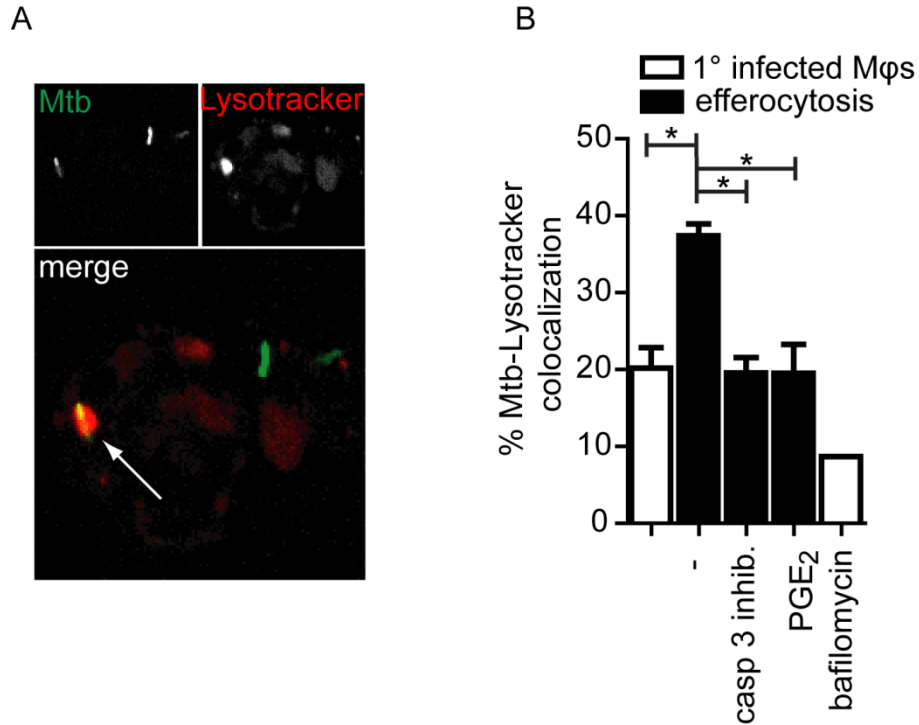 A
Mtb
Lysotracker
merge
B
1° infected Mφs
efferocytosis
% Mtb-Lysotracker
colocalization
50
40
30
20
10
0
*
*
*
-
casp 3 inhib.
PGE2
bafilomycin